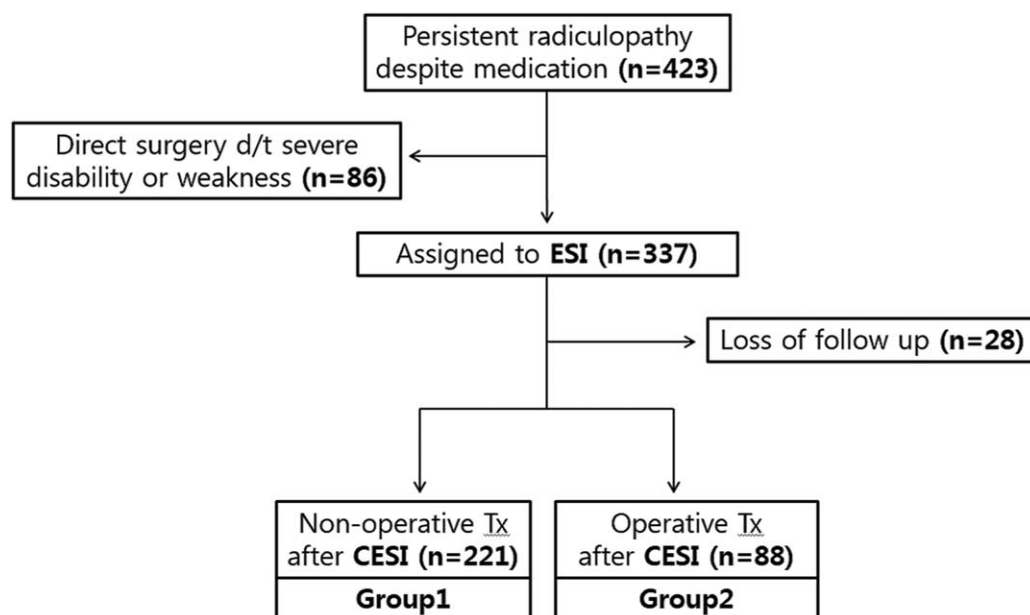 Persistent radiculopathy
despite medication (n=423)
Direct surgery d/t severe
disability or weakness (n=86)
Assigned to ESI (n=337)
Loss of follow up (n=28)
Non-operative Tx
after CESI (n=221)
Group1
Operative Tx
after CESI (n=88)
Group2